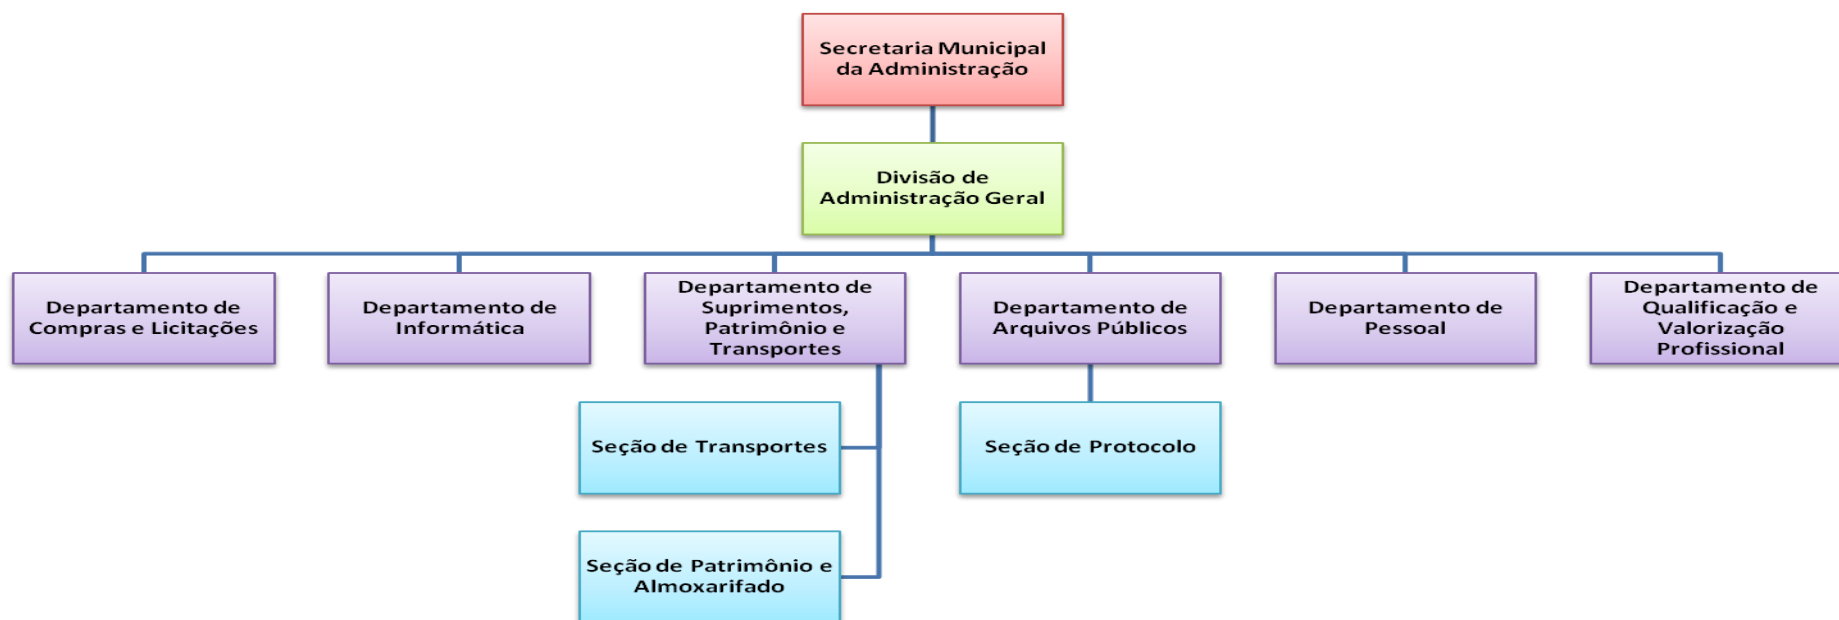 Secretaria Municipal
da Administração
Divisão de
Administração Geral
Departamento de
Compras e Licitações
Departamento de
Informática
Departamento de
Suprimentos,
Patrimônio e
Transportes
Departamento de
Arquivos Públicos
Departamento de
Pessoal
Departamento de
Qualificação e
Valorização
Profissional
Seção de Transportes
Seção de Protocolo
Seção de Patrimônio e
Almoxarifado